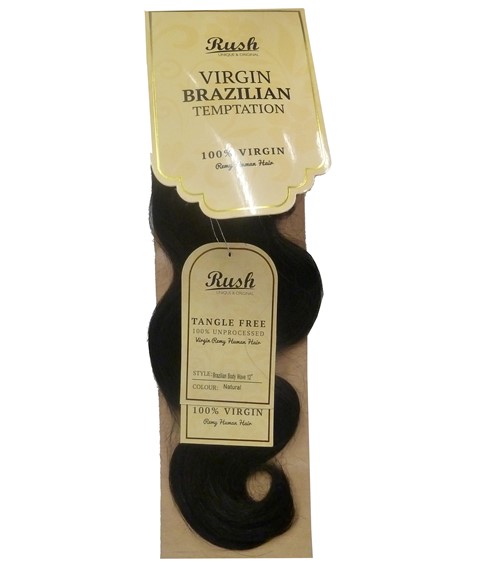 Rush
UNIQUE & ORIGINAL
VIRGIN
BRAZILIAN
TEMPTATION
100% VIRGIN
Remy Human Hair
Rush
UNIQUE & ORIGINAL
TANGLE FREE
100% UNPROCESSED
Virgin Remy Human Hair
STYLE: Brazilian Body Wave 12"
COLOUR: Natural
100% VIRGIN
Remy Human Hair